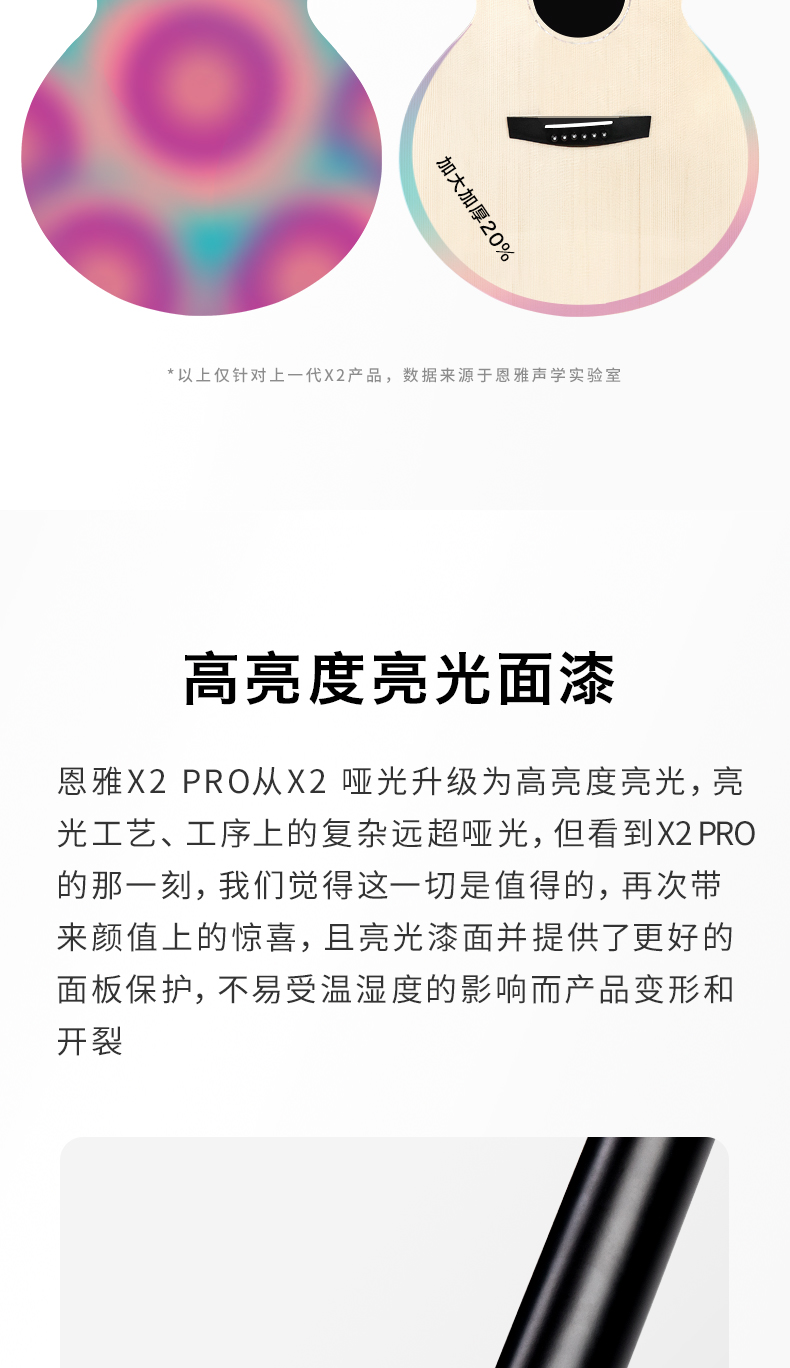 加大加厚20%
*以上仅针对上一代X2产品，数据来源于恩雅声学实验室
高亮度亮光面漆
恩雅X2 PRO从X2 哑光升级为高亮度亮光，亮
光工艺、工序上的复杂远超哑光，但看到X2 PRO
的那一刻，我们觉得这一切是值得的，再次带
来颜值上的惊喜，且亮光漆面并提供了更好的
面板保护，不易受温湿度的影响而产品变形和
开裂